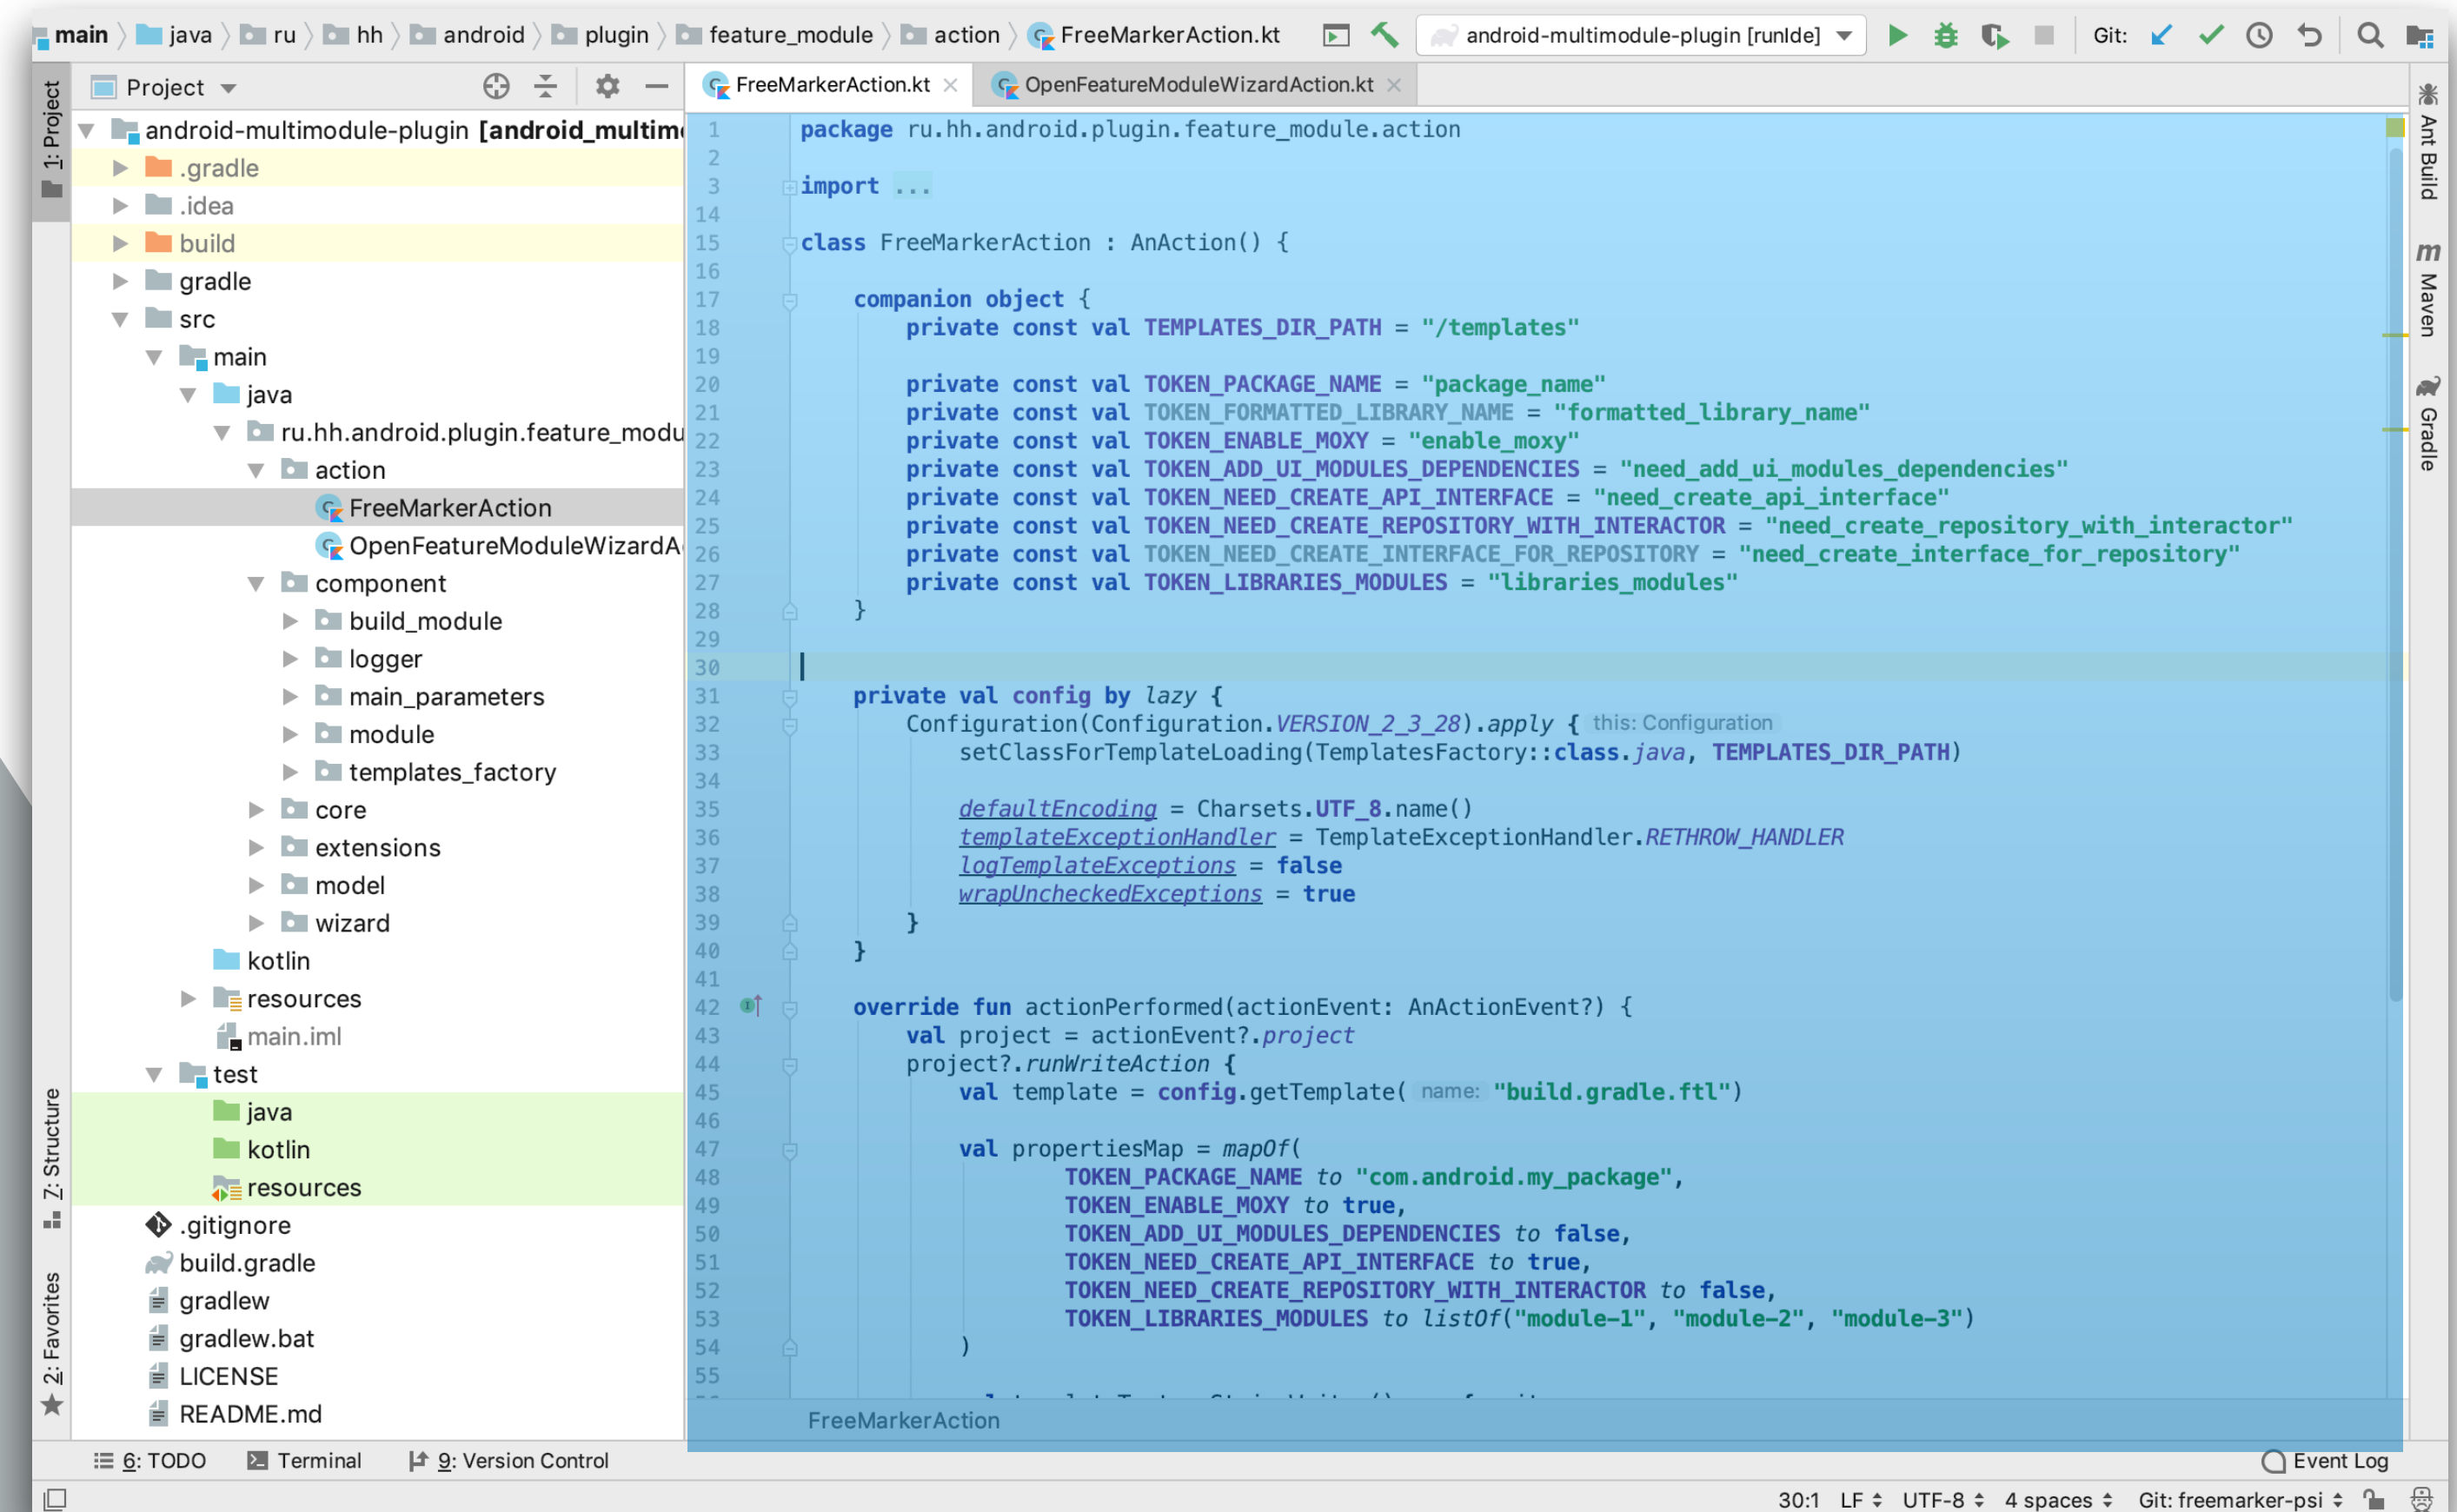 main java ru hh android plugin feature_module action FreeMarkerAction.kt android-multimodule-plugin [runIde] Git:
1: Project
Project
FreeMarkerAction.kt OpenFeatureModuleWizardAction.kt
android-multimodule-plugin [android_multim
.gradle
.idea
build
gradle
src
main
java
ru.hh.android.plugin.feature_modu
action
FreeMarkerAction
OpenFeatureModuleWizardA
component
build_module
logger
main_parameters
module
templates_factory
core
extensions
model
wizard
kotlin
resources
main.iml
test
java
kotlin
resources
.gitignore
build.gradle
gradlew
gradlew.bat
LICENSE
README.md
7: Structure
2: Favorites
1 package ru.hh.android.plugin.feature_module.action
2
3 import ...
14
15 class FreeMarkerAction : AnAction() {
16
17 companion object {
18 private const val TEMPLATES_DIR_PATH = "/templates"
19
20 private const val TOKEN_PACKAGE_NAME = "package_name"
21 private const val TOKEN_FORMATTED_LIBRARY_NAME = "formatted_library_name"
22 private const val TOKEN_ENABLE_MOXY = "enable_moxy"
23 private const val TOKEN_ADD_UI_MODULES_DEPENDENCIES = "need_add_ui_modules_dependencies"
24 private const val TOKEN_NEED_CREATE_API_INTERFACE = "need_create_api_interface"
25 private const val TOKEN_NEED_CREATE_REPOSITORY_WITH_INTERACTOR = "need_create_repository_with_interactor"
26 private const val TOKEN_NEED_CREATE_INTERFACE_FOR_REPOSITORY = "need_create_interface_for_repository"
27 private const val TOKEN_LIBRARIES_MODULES = "libraries_modules"
28 }
29
30
31 private val config by lazy {
32 Configuration(Configuration.VERSION_2_3_28).apply { this: Configuration
33 setClassForTemplateLoading(TemplatesFactory::class.java, TEMPLATES_DIR_PATH)
34
35 defaultEncoding = Charsets.UTF_8.name()
36 templateExceptionHandler = TemplateExceptionHandler.RETHROW_HANDLER
37 logTemplateExceptions = false
38 wrapUncheckedExceptions = true
39 }
40 }
41
42 override fun actionPerformed(actionEvent: AnActionEvent?) {
43 val project = actionEvent?.project
44 project?.runWriteAction {
45 val template = config.getTemplate( name: "build.gradle.ftl")
46
47 val propertiesMap = mapOf(
48 TOKEN_PACKAGE_NAME to "com.android.my_package",
49 TOKEN_ENABLE_MOXY to true,
50 TOKEN_ADD_UI_MODULES_DEPENDENCIES to false,
51 TOKEN_NEED_CREATE_API_INTERFACE to true,
52 TOKEN_NEED_CREATE_REPOSITORY_WITH_INTERACTOR to false,
53 TOKEN_LIBRARIES_MODULES to listOf("module-1", "module-2", "module-3")
54 )
55
FreeMarkerAction
Ant Build
m Maven
Gradle
6: TODO Terminal 9: Version Control Event Log
30:1 LF UTF-8 4 spaces Git: freemarker-psi